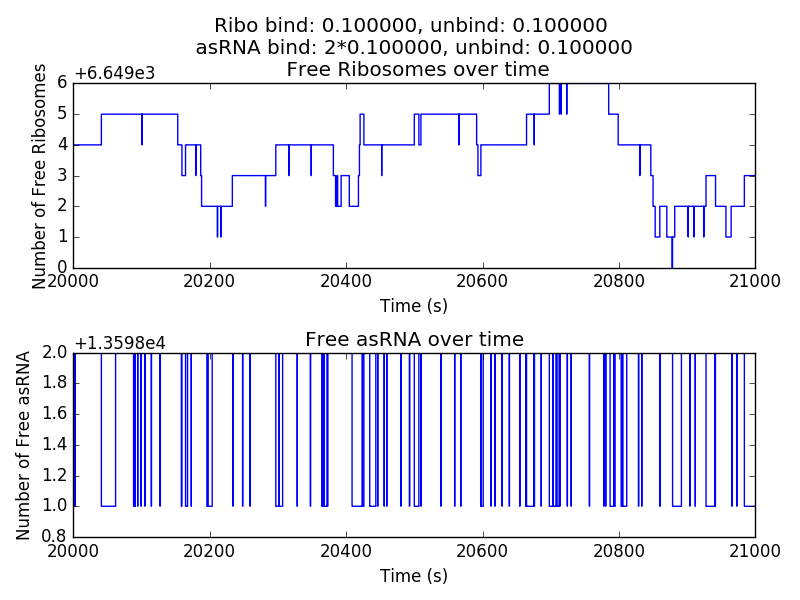 Ribo bind: 0.100000, unbind: 0.100000
asRNA bind: 2*0.100000, unbind: 0.100000
Free Ribosomes over time
+6.649e3
Number of Free Ribosomes
6
5
4
3
2
1
0
20000 20200 20400 20600 20800 21000
Time (s)
Free asRNA over time
+1.3598e4
Number of Free asRNA
2.0
1.8
1.6
1.4
1.2
1.0
0.8
20000 20200 20400 20600 20800 21000
Time (s)